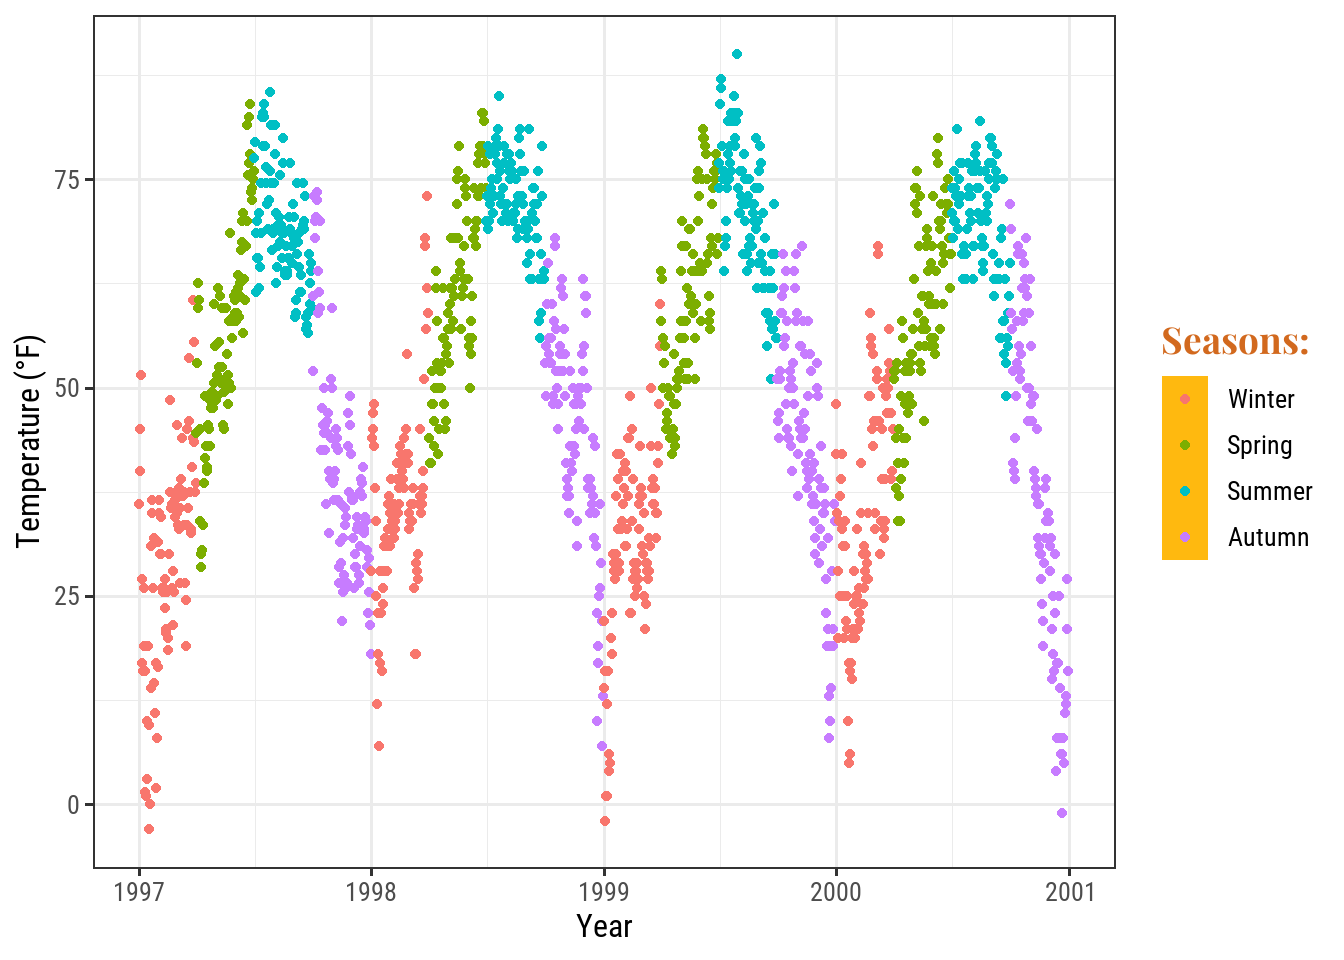 Temperature (°F)
75
50
25
0
1997
1998
1999
2000
2001
Year
Seasons:
Winter
Spring
Summer
Autumn